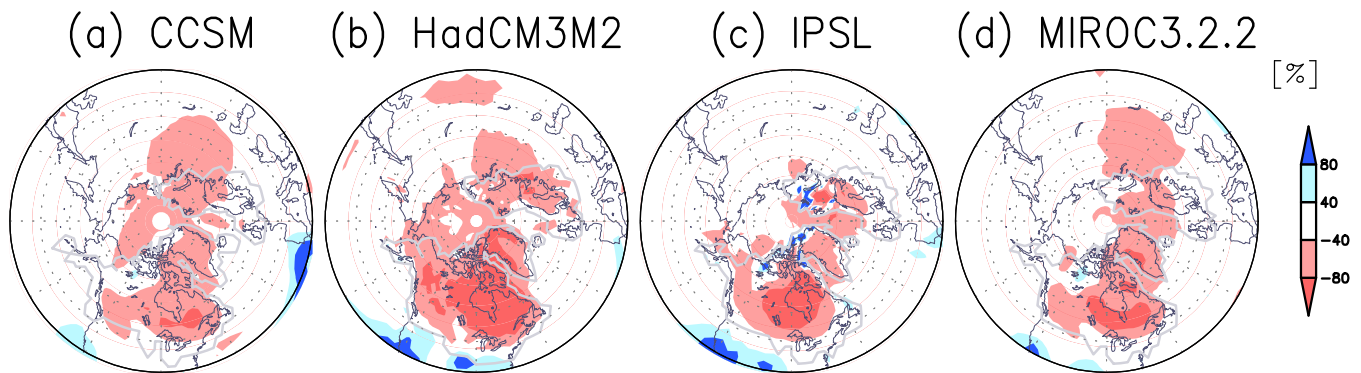 (a) CCSM
(b) HadCM3M2
(c) IPSL
(d) MIROC3.2.2
[%]
80
40
−40
−80